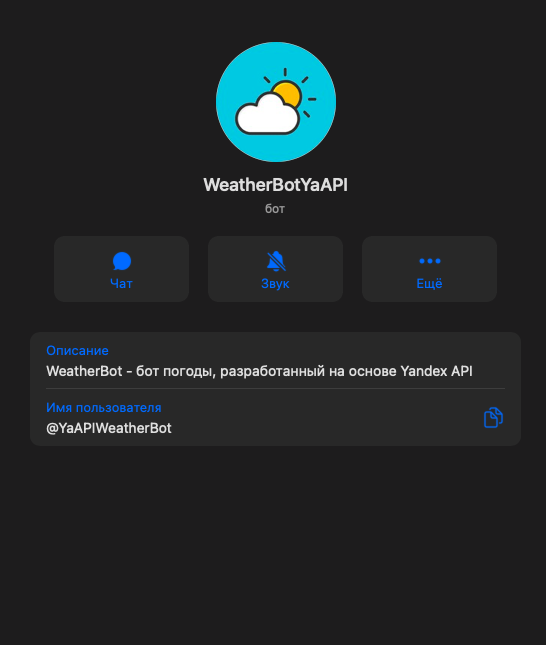 WeatherBotYaAPI
бот
Чат
Звук
Ещё
Описание
WeatherBot - бот погоды, разработанный на основе Yandex API
Имя пользователя
@YaAPIWeatherBot